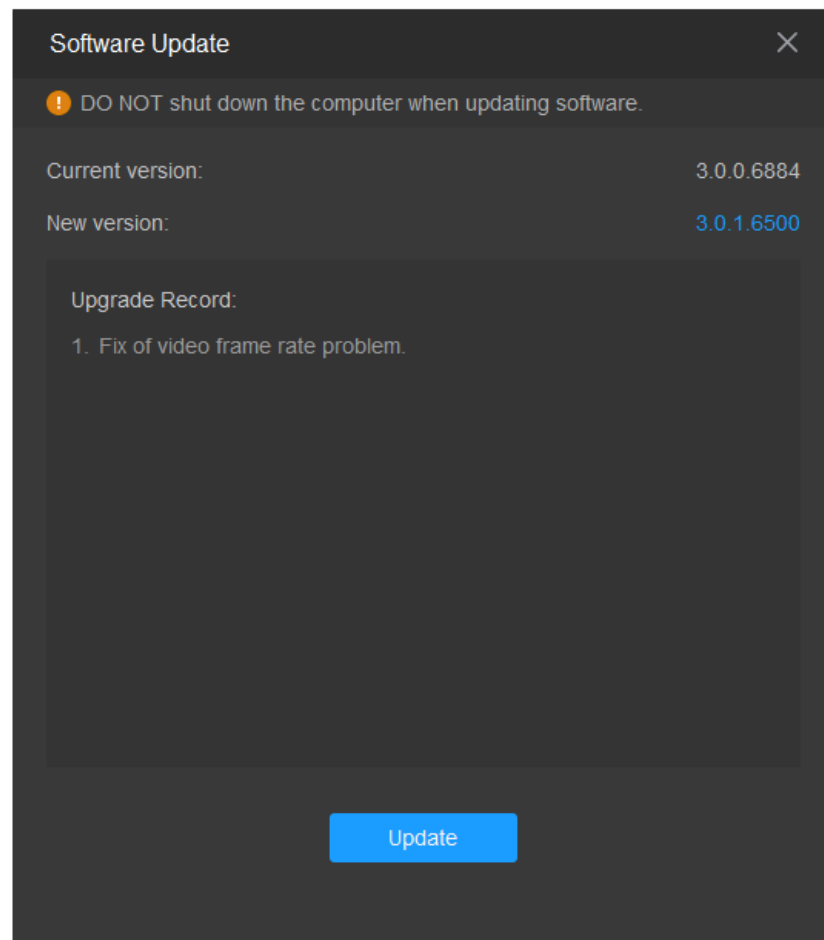 Software Update
DO NOT shut down the computer when updating software.
Current version: 3.0.0.6884
New version: 3.0.1.6500
Upgrade Record:
1. Fix of video frame rate problem.
Update